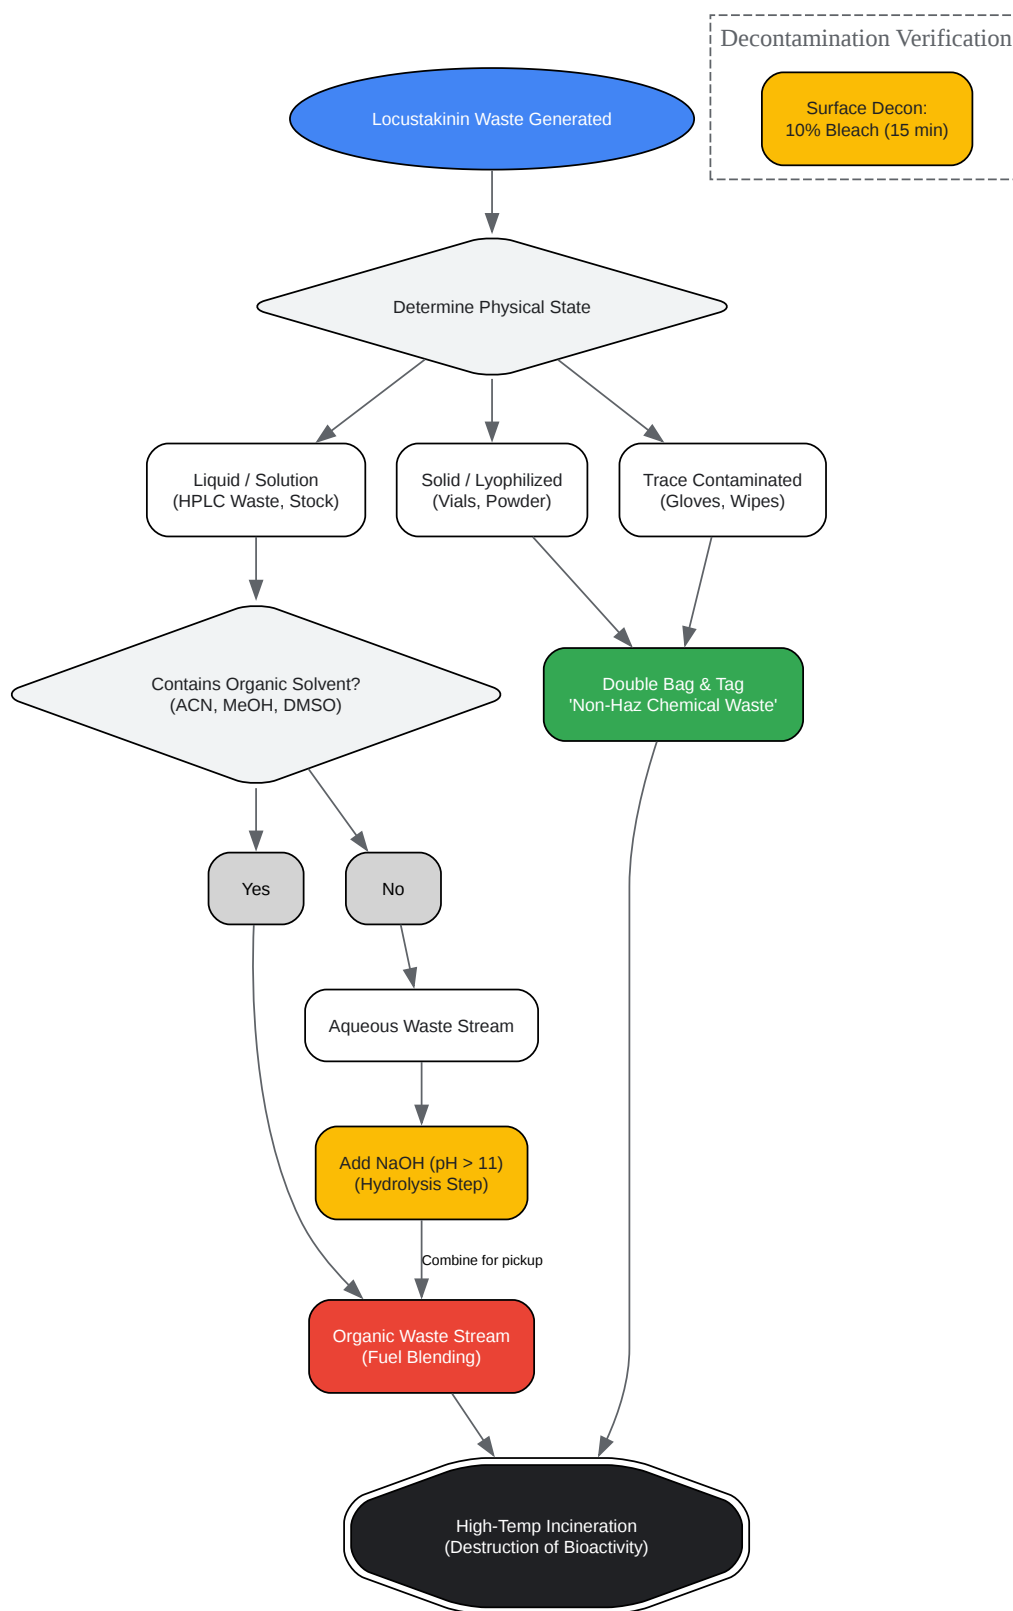 Decontamination Verification
Surface Decon:
10% Bleach (15 min)
Locustakinin Waste Generated
Determine Physical State
Liquid / Solution
(HPLC Waste, Stock)
Solid / Lyophilized
(Vials, Powder)
Trace Contaminated
(Gloves, Wipes)
Contains Organic Solvent?
(ACN, MeOH, DMSO)
Double Bag & Tag
'Non-Haz Chemical Waste'
Yes
No
Aqueous Waste Stream
Add NaOH (pH > 11)
(Hydrolysis Step)
Combine for pickup
Organic Waste Stream
(Fuel Blending)
High-Temp Incineration
(Destruction of Bioactivity)